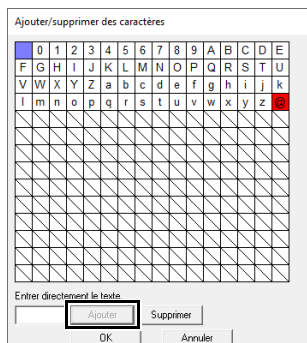 Ajouter/supprimer des caractères
0 1 2 3 4 5 6 7 8 9 A B C D E
F G H I J K L M N O P Q R S T U
V W X Y Z a b c d e f g h i j k
l m n o p q r s t u v w x y z @
Entrer directement le texte.
Ajouter Supprimer
OK Annuler